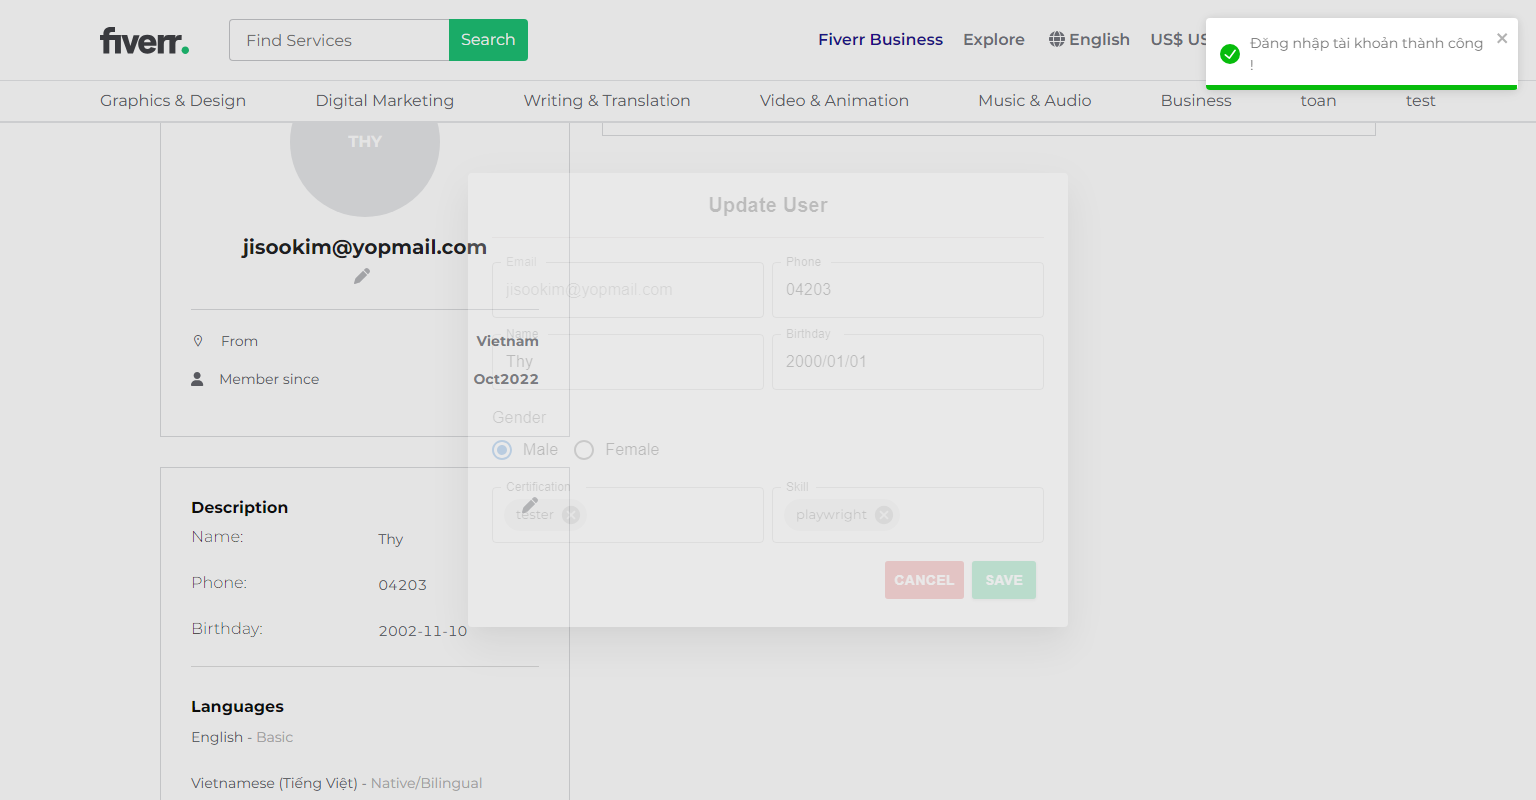 fiverr.
Find Services
Search
Fiverr Business
Explore
English
US$
Đăng nhập tài khoản thành công
!
Graphics & Design
Digital Marketing
Writing & Translation
Video & Animation
Music & Audio
Business
toan
test
THY
jisookim@yopmail.com
From
Vietnam
Member since
Oct2022
Description
Name:
Thy
Phone:
04203
Birthday:
2002-11-10
Languages
English - Basic
Vietnamese (Tiếng Việt) - Native/Bilingual
Update User
Email
jisookim@yopmail.com
Phone
04203
Name
Thy
Birthday
2000/01/01
Gender
Male
Female
Certification
tester
Skill
playwright
CANCEL
SAVE